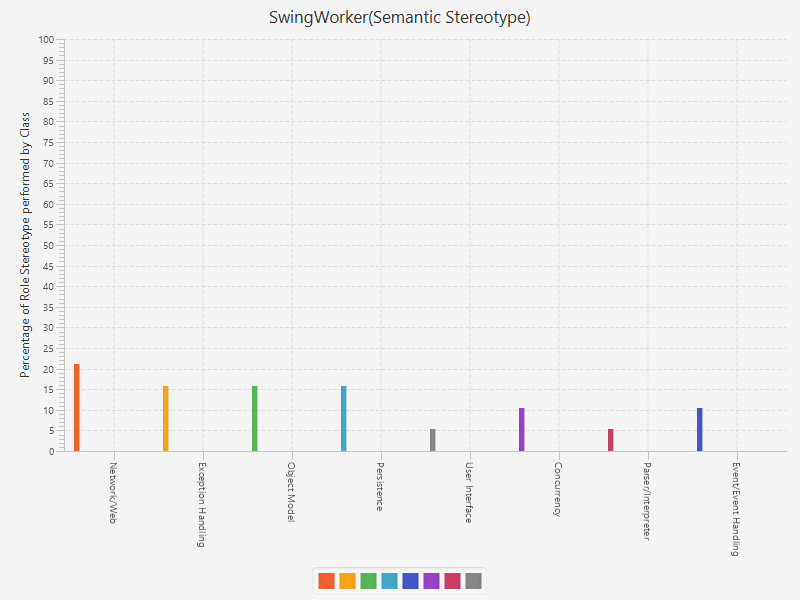 SwingWorker(Semantic Stereotype)
Percentage of Role Stereotype performed by Class
100
95
90
85
80
75
70
65
60
55
50
45
40
35
30
25
20
15
10
5
0
Network/Web
Exception Handling
Object Model
Persistence
User Interface
Concurrency
Parser/Interpreter
Event/Event Handling